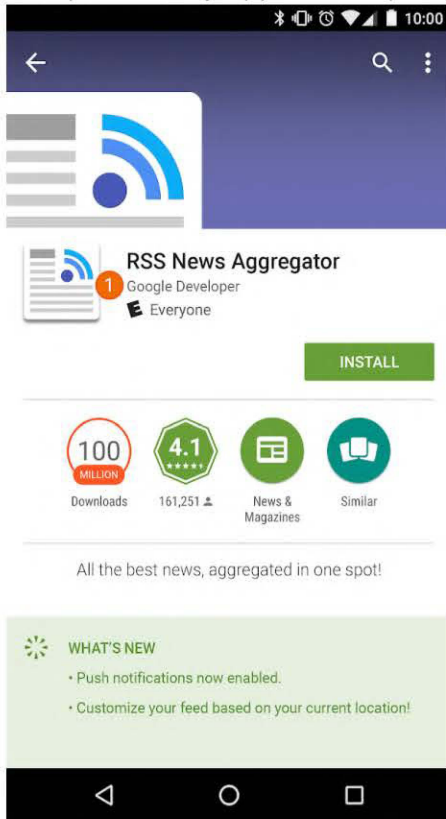 10:00
RSS News Aggregator
1
Google Developer
E Everyone
INSTALL
100
MILLION
4.1
Downloads
161,251
News &
Magazines
Similar
All the best news, aggregated in one spot!
WHAT'S NEW
• Push notifications now enabled.
• Customize your feed based on your current location!